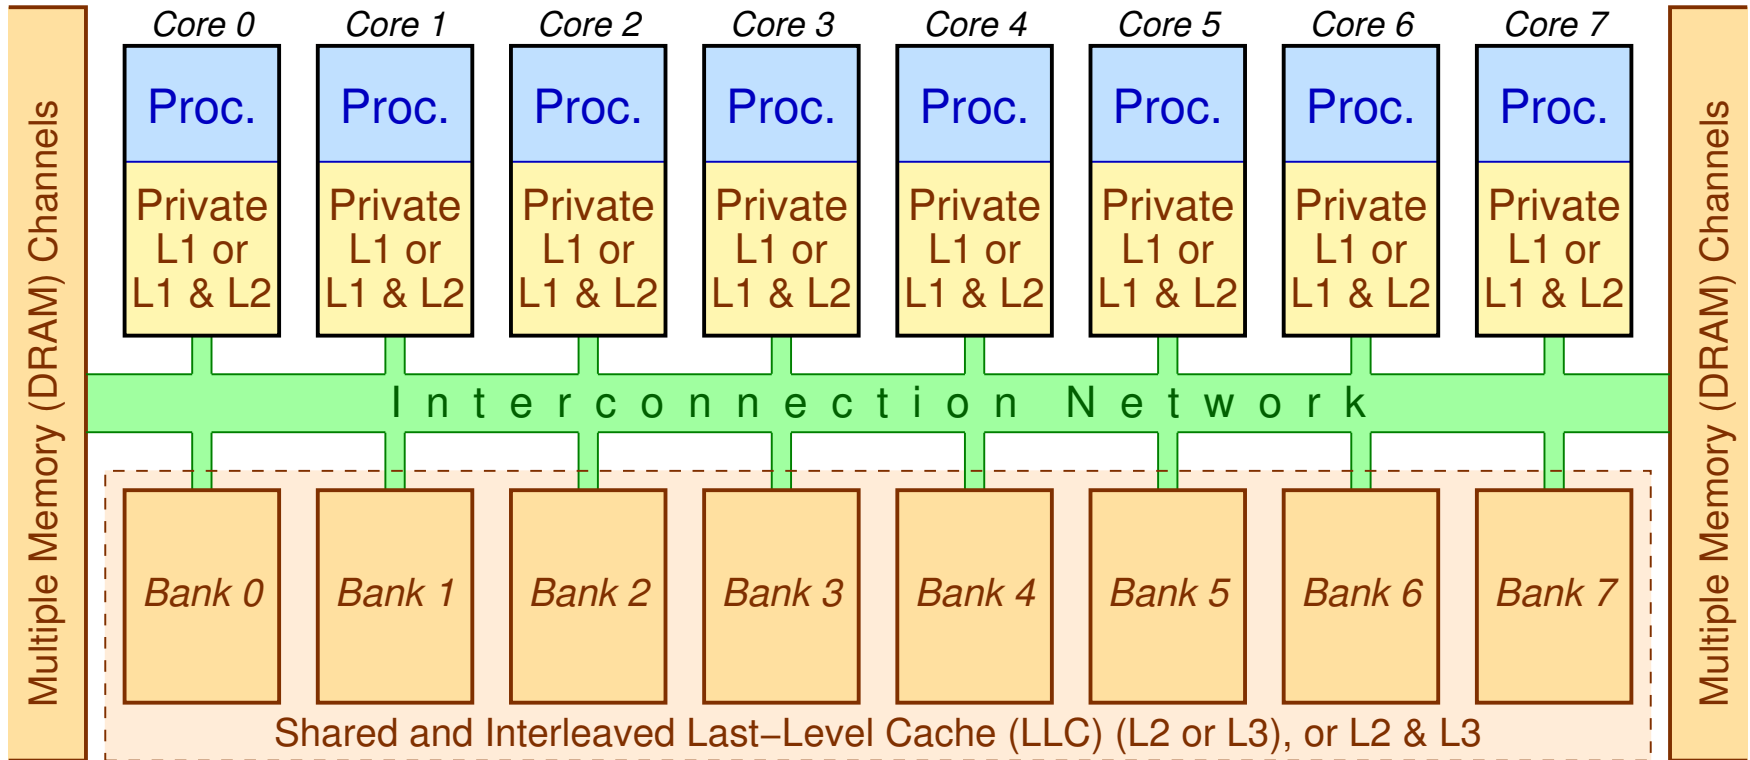 Core 0 Core 1 Core 2 Core 3 Core 4 Core 5 Core 6 Core 7
Proc. Proc. Proc. Proc. Proc. Proc. Proc. Proc.
Private Private Private Private Private Private Private Private
L1 or L1 or L1 or L1 or L1 or L1 or L1 or L1 or
L1 & L2 L1 & L2 L1 & L2 L1 & L2 L1 & L2 L1 & L2 L1 & L2 L1 & L2
Multiple Memory (DRAM) Channels
Interconnection Network
Multiple Memory (DRAM) Channels
Bank 0 Bank 1 Bank 2 Bank 3 Bank 4 Bank 5 Bank 6 Bank 7
Shared and Interleaved Last–Level Cache (LLC) (L2 or L3), or L2 & L3